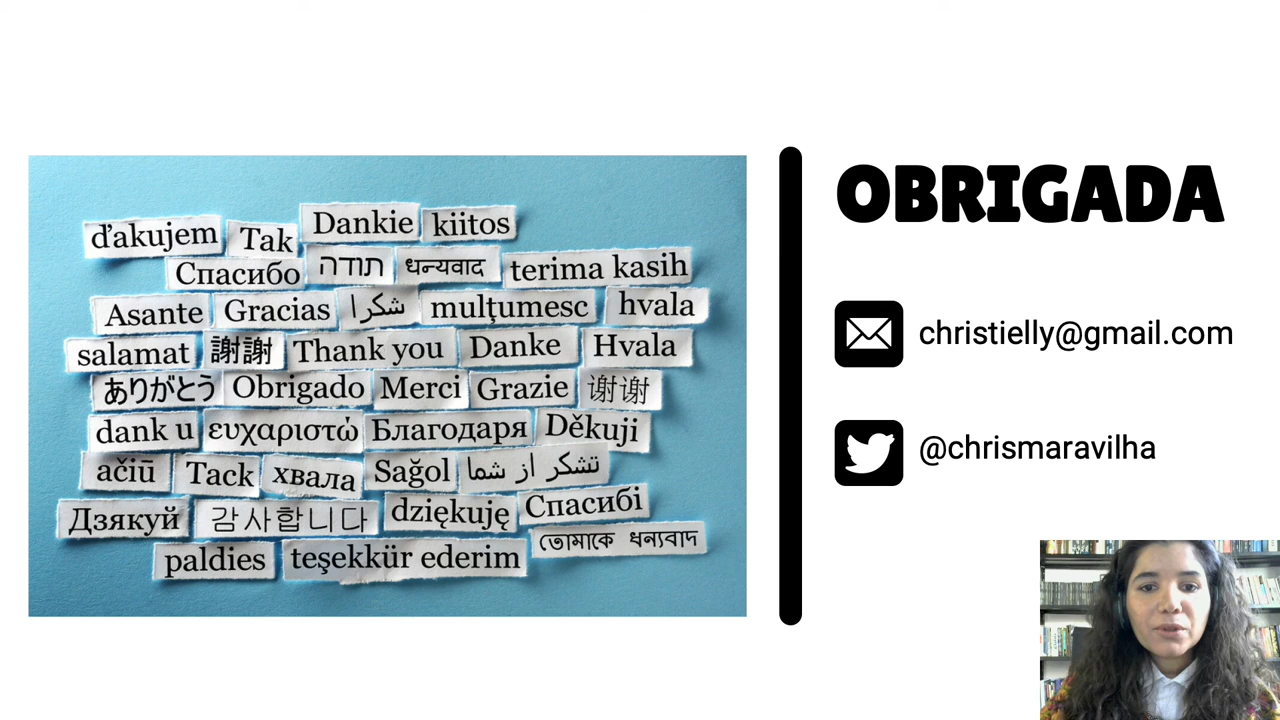 ďakujem Tak Dankie kiitos
Спасибо תודה धन्यवाद terima kasih
Asante Gracias شكرا mulţumesc hvala
salamat 謝謝 Thank you Danke Hvala
ありがとう Obrigado Merci Grazie 谢谢
dank u ευχαριστώ Благодаря Děkuji
ačiū Tack хвала Sağol تشكر از شما
Дзякуй 감사합니다 dziękuję Спасибі
paldies teşekkür ederim তোমাকে ধন্যবাদ
OBRIGADA
christielly@gmail.com
@chrismaravilha